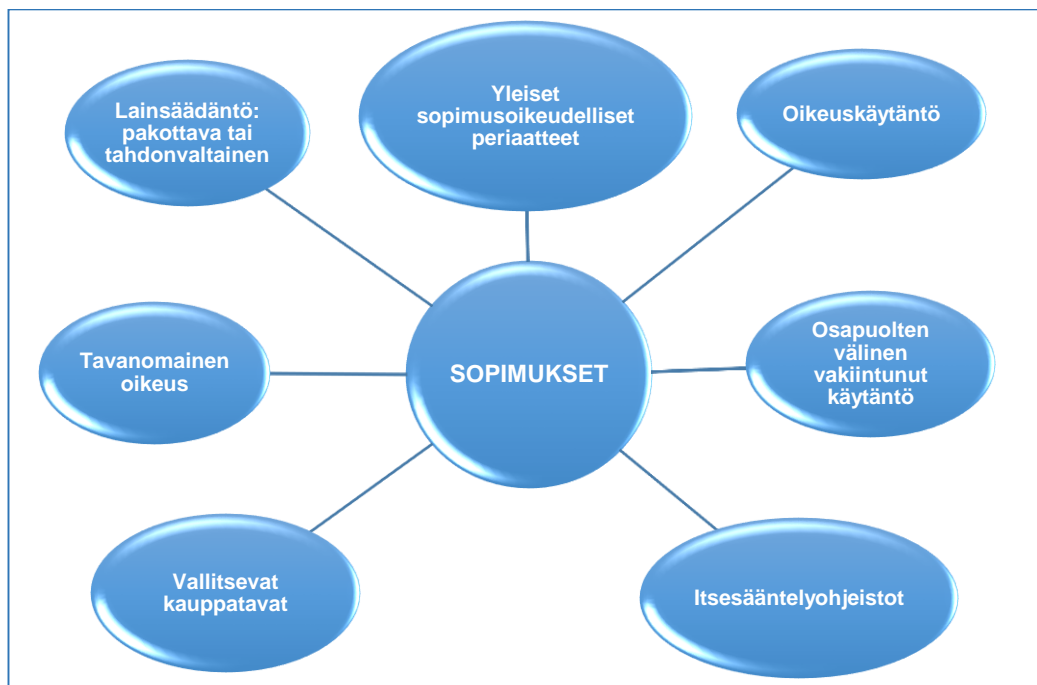 Lainsäädäntö:
pakottava tai
tahdonvaltainen
Yleiset
sopimusoikeudelliset
periaatteet
Oikeuskäytäntö
Tavanomainen
oikeus
SOPIMUKSET
Osapuolten
välinen
vakiintunut
käytäntö
Vallitsevat
kauppatavat
Itsesääntelyohjeistot